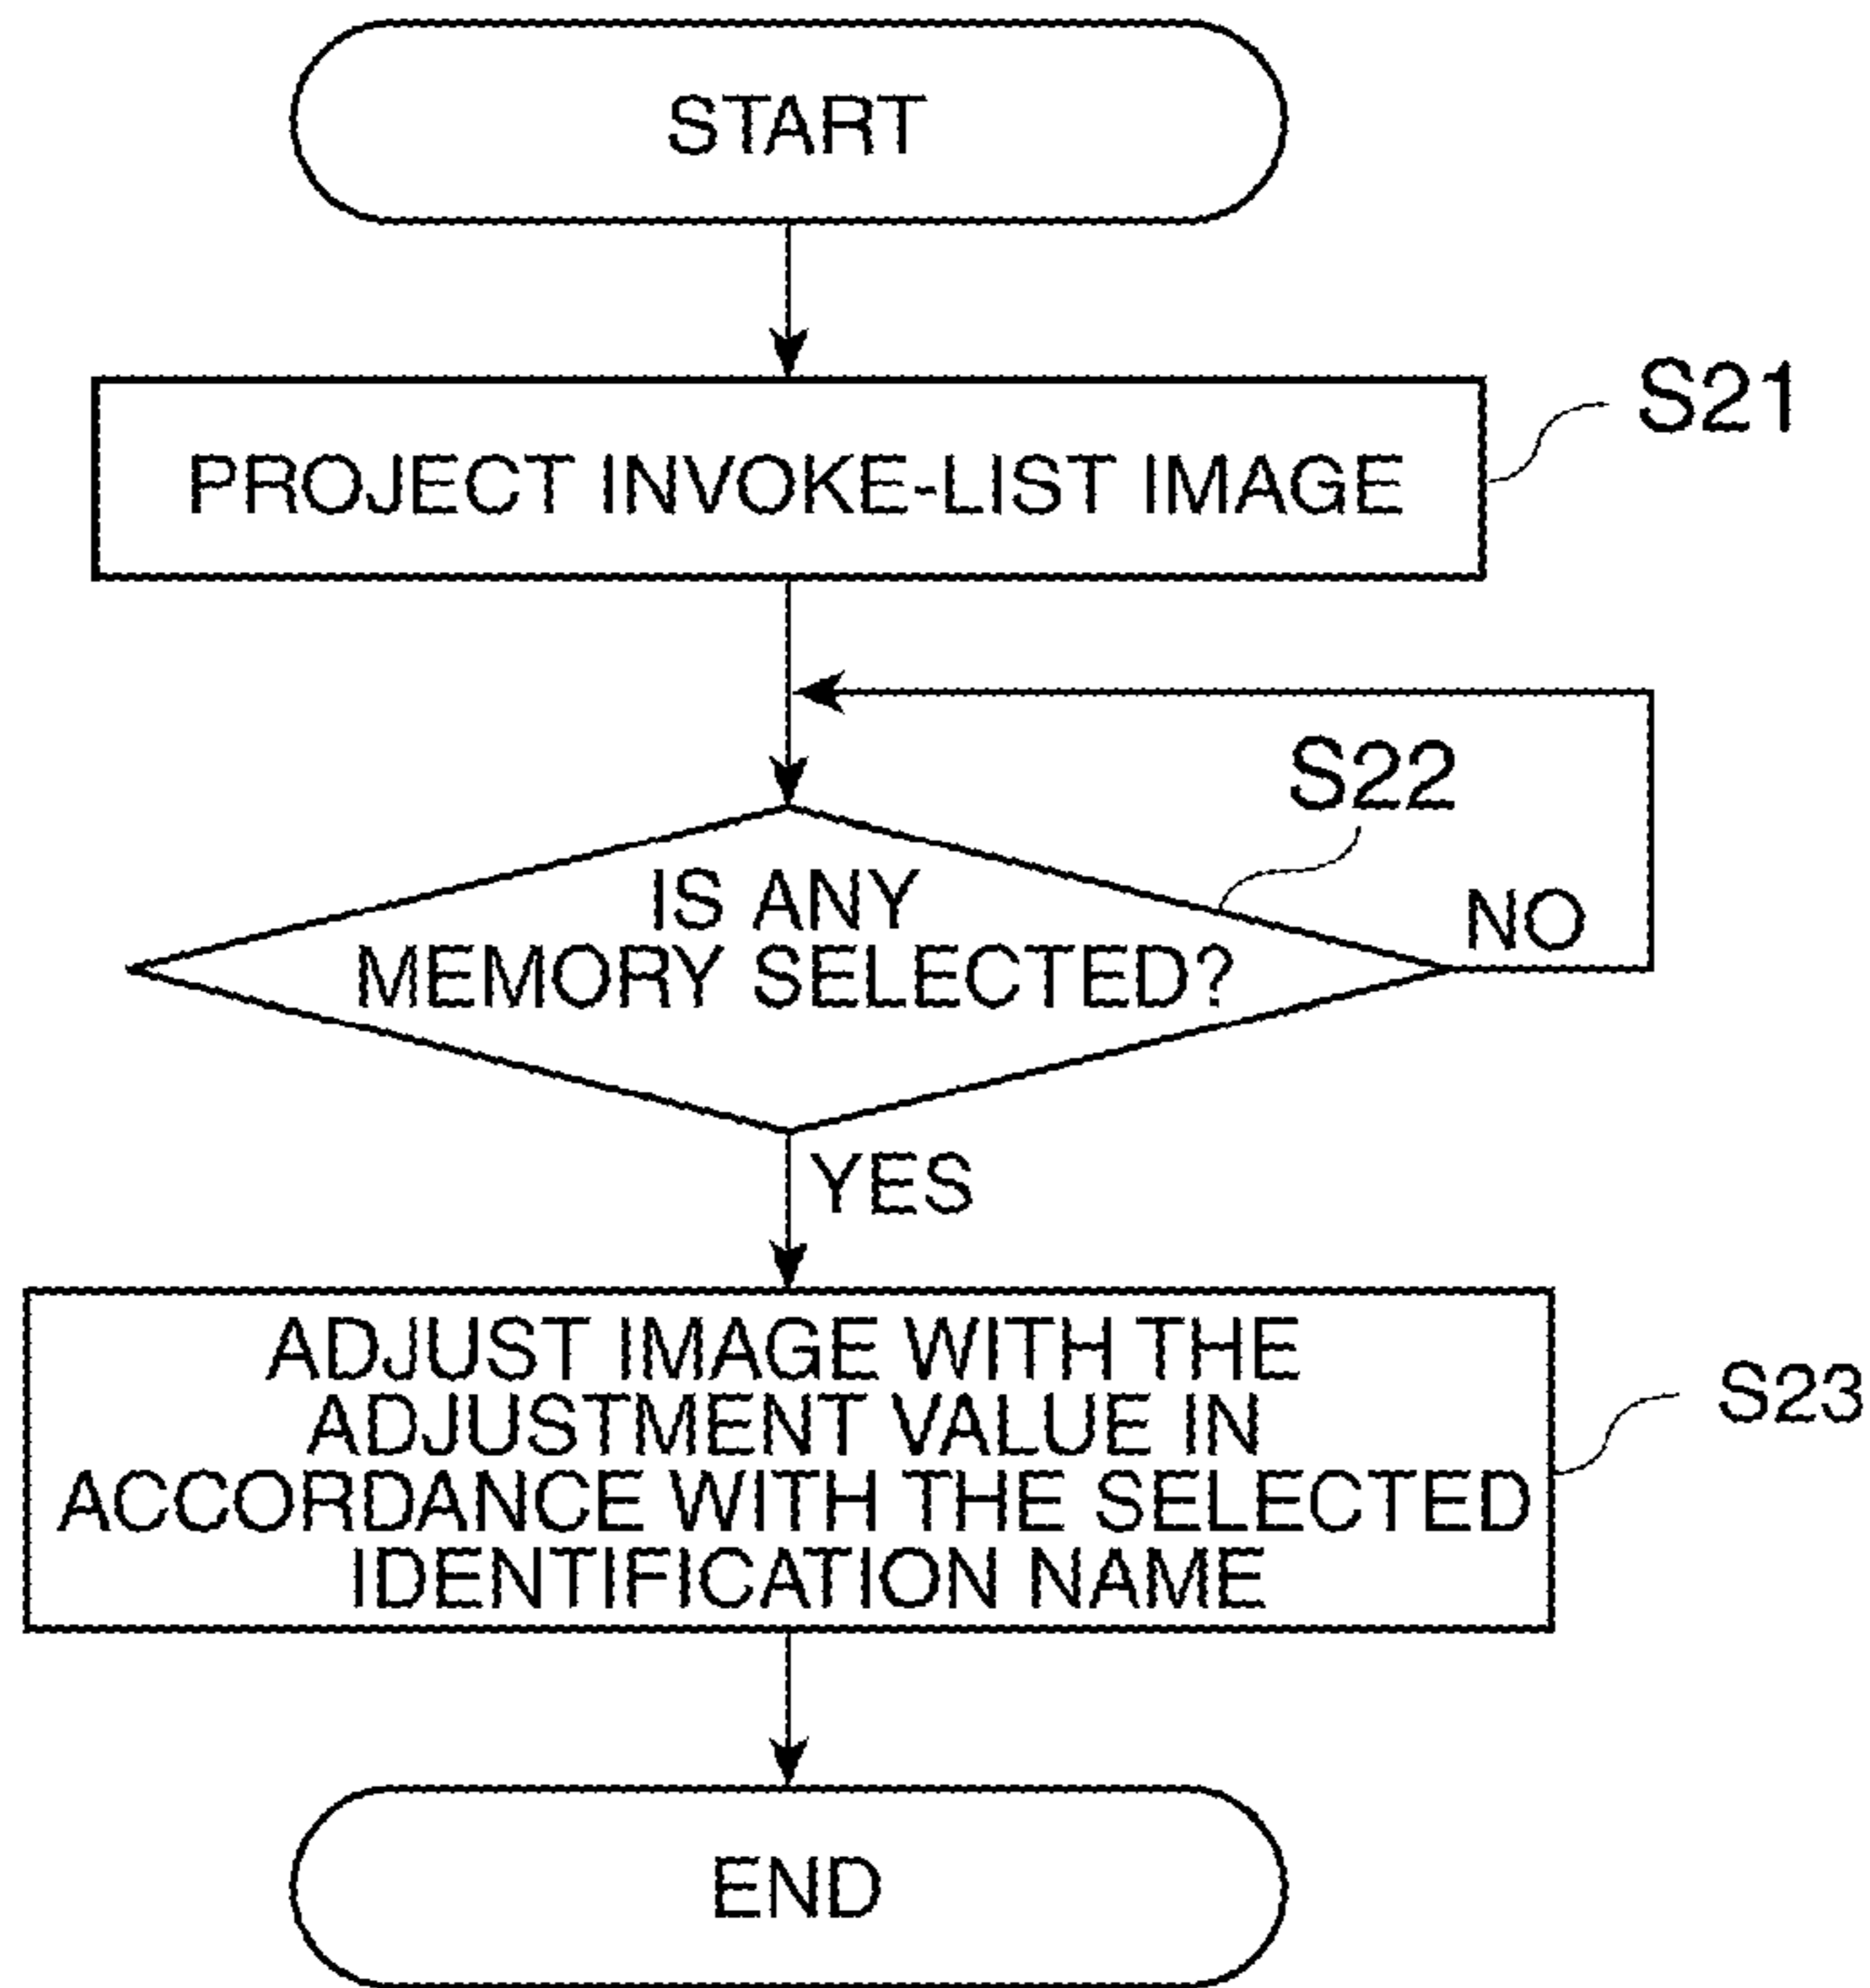 START
PROJECT INVOKE-LIST IMAGE
S21
S22
IS ANY
MEMORY SELECTED?
NO
YES
ADJUST IMAGE WITH THE
ADJUSTMENT VALUE IN
ACCORDANCE WITH THE SELECTED
IDENTIFICATION NAME
S23
END